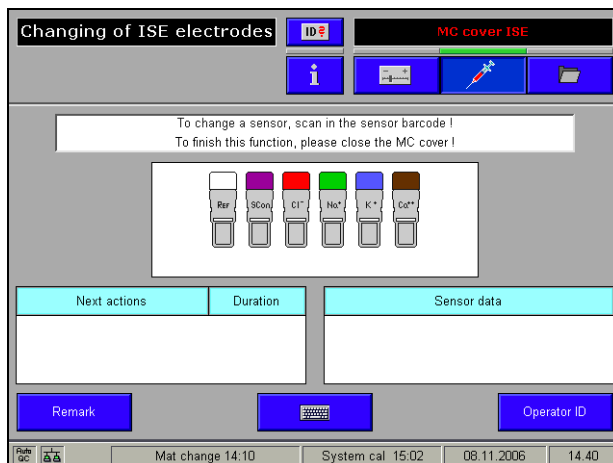 Changing of ISE electrodes
ID?
MC cover ISE
i
- +
To change a sensor, scan in the sensor barcode !
To finish this function, please close the MC cover !
REF SCon Cl⁻ Na⁺ K⁺ Ca⁺⁺
Next actions Duration Sensor data
Remark Operator ID
Auto QC Mat change 14:10 System cal 15:02 08.11.2006 14.40